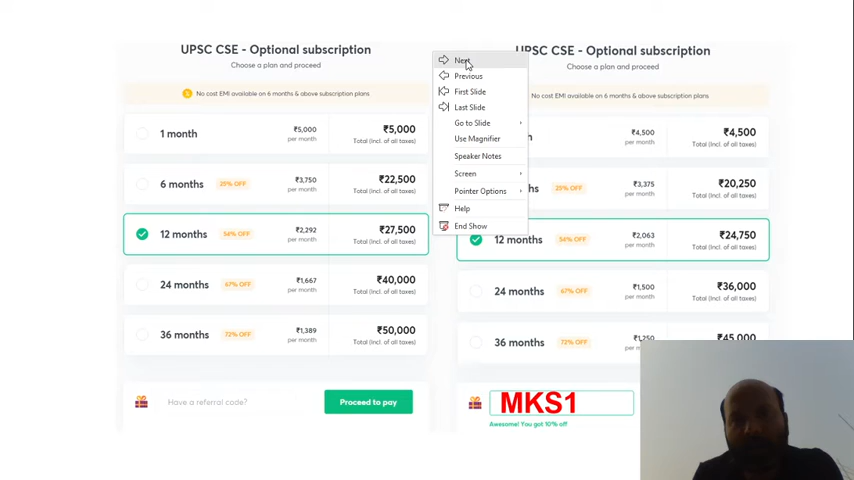 UPSC CSE - Optional subscription
Choose a plan and proceed
No cost EMI available on 6 months & above subscription plans
1 month ₹5,000 per month ₹5,000 Total (Incl. of all taxes)
6 months 25% OFF ₹3,750 per month ₹22,500 Total (Incl. of all taxes)
12 months 54% OFF ₹2,292 per month ₹27,500 Total (Incl. of all taxes)
24 months 67% OFF ₹1,667 per month ₹40,000 Total (Incl. of all taxes)
36 months 72% OFF ₹1,389 per month ₹50,000 Total (Incl. of all taxes)
Have a referral code? Proceed to pay
Next
Previous
First Slide
Last Slide
Go to Slide
Use Magnifier
Speaker Notes
Screen
Pointer Options
Help
End Show
UPSC CSE - Optional subscription
Choose a plan and proceed
No cost EMI available on 6 months & above subscription plans
₹4,500 per month ₹4,500 Total (Incl. of all taxes)
25% OFF ₹3,375 per month ₹20,250 Total (Incl. of all taxes)
12 months 54% OFF ₹2,063 per month ₹24,750 Total (Incl. of all taxes)
24 months 67% OFF ₹1,500 per month ₹36,000 Total (Incl. of all taxes)
36 months 72% OFF ₹1,250 ₹45,000
MKS1
Awesome! You got 10% off